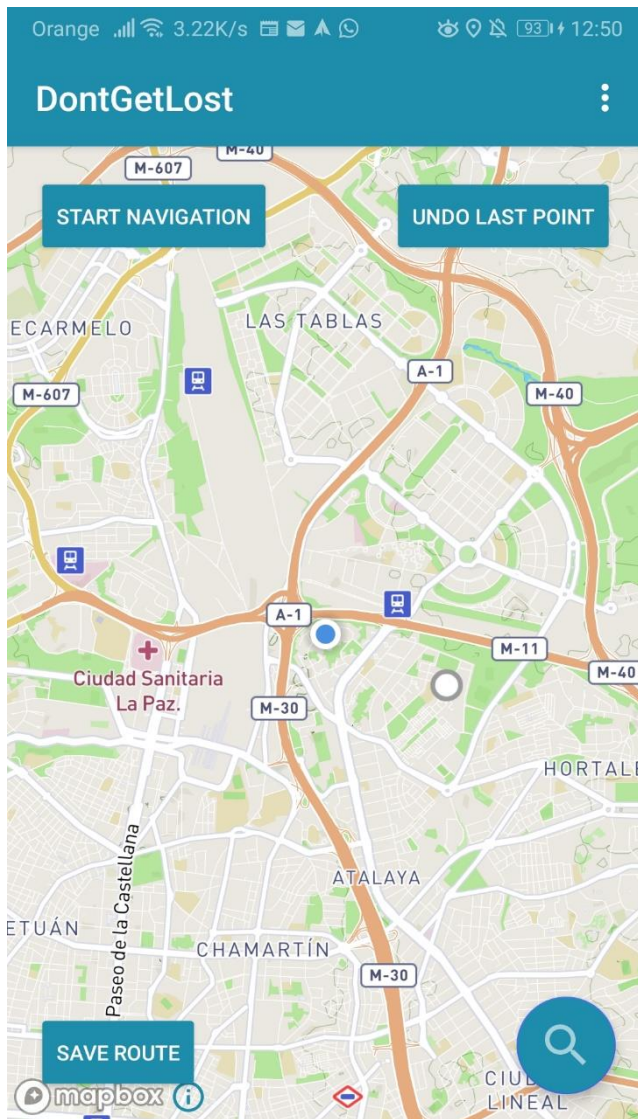 Orange 3.22K/s 93 12:50
DontGetLost
M-40
M-607
START NAVIGATION
UNDO LAST POINT
ECARMELO
LAS TABLAS
A-1
M-607
M-40
A-1
M-11
Ciudad Sanitaria
La Paz.
M-40
M-30
HORTALE
Paseo de la Castellana
ATALAYA
ETUÁN
CHAMARTÍN
M-30
SAVE ROUTE
CIUD
LINEAL
mapbox